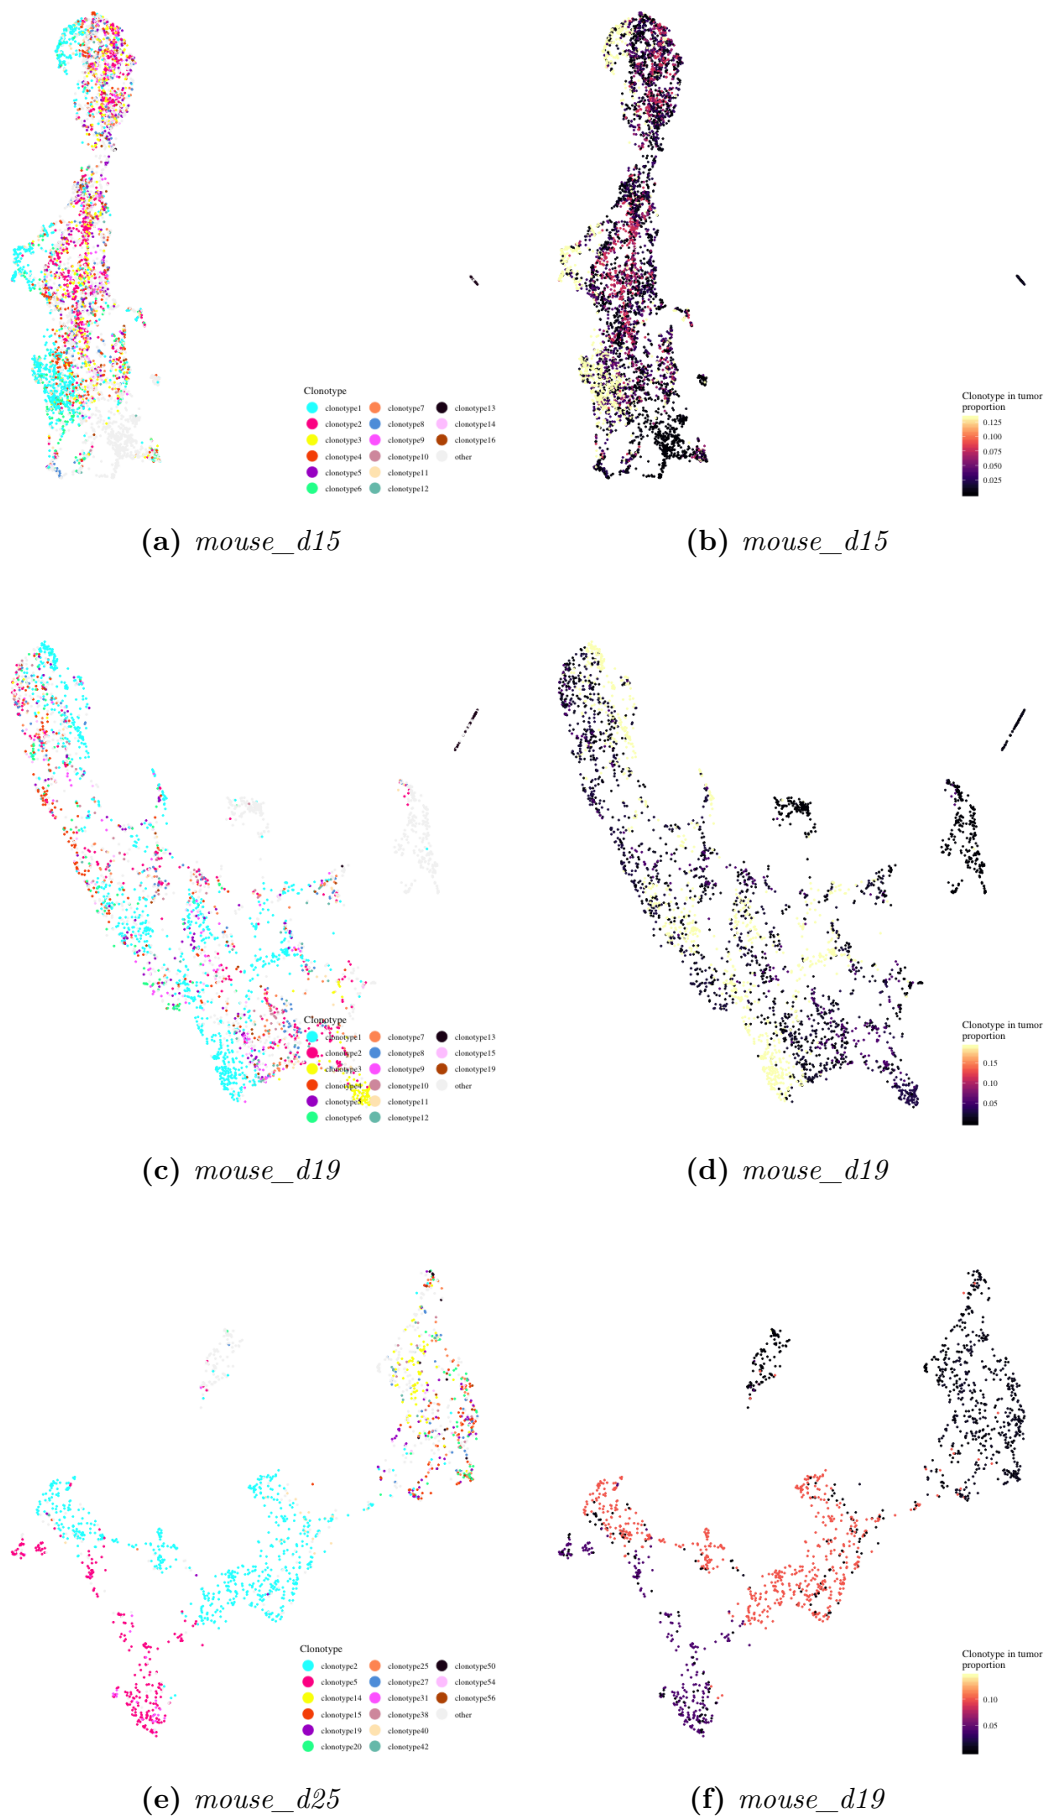 Clonotype
clonotype1 clonotype7 clonotype13
clonotype2 clonotype8 clonotype14
clonotype3 clonotype9 clonotype16
clonotype4 clonotype10 other
clonotype5 clonotype11
clonotype6 clonotype12
Clonotype in tumor
proportion
0.125
0.100
0.075
0.050
0.025
(a) mouse_d15
(b) mouse_d15
Clonotype
clonotype1 clonotype7 clonotype13
clonotype2 clonotype8 clonotype15
clonotype3 clonotype9 clonotype19
clonotype4 clonotype10 other
clonotype5 clonotype11
clonotype6 clonotype12
Clonotype in tumor
proportion
0.15
0.10
0.05
(c) mouse_d19
(d) mouse_d19
Clonotype
clonotype2 clonotype25 clonotype50
clonotype5 clonotype27 clonotype54
clonotype14 clonotype31 clonotype56
clonotype15 clonotype38 other
clonotype19 clonotype40
clonotype20 clonotype42
Clonotype in tumor
proportion
0.10
0.05
(e) mouse_d25
(f) mouse_d19